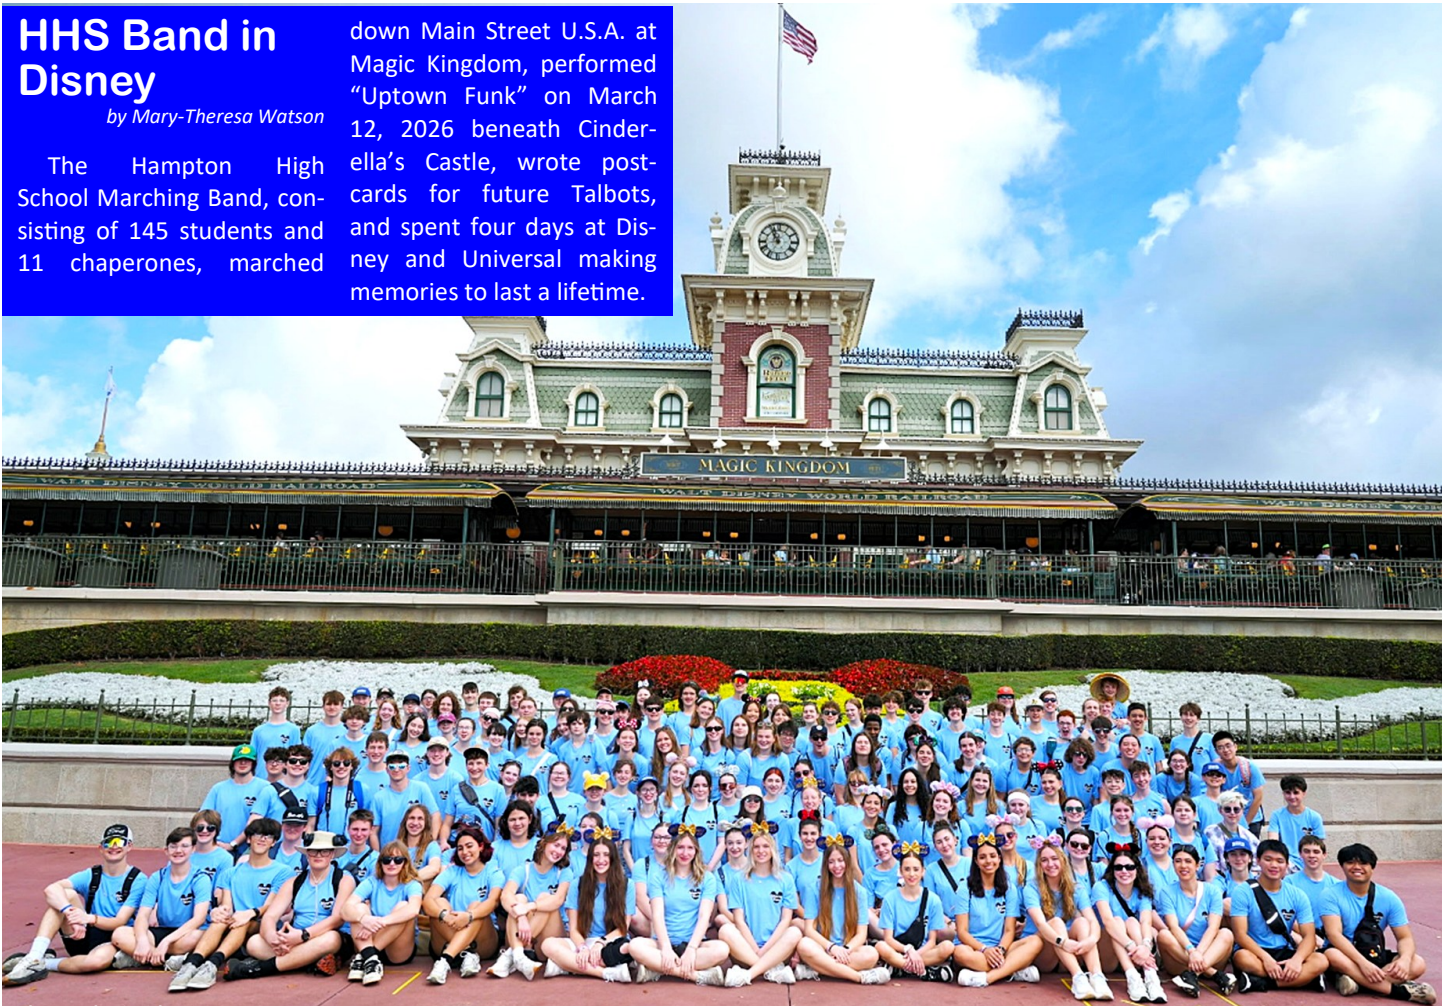 HHS Band in
Disney
by Mary-Theresa Watson
The Hampton High
School Marching Band, con-
sisting of 145 students and
11 chaperones, marched
down Main Street U.S.A. at
Magic Kingdom, performed
“Uptown Funk” on March
12, 2026 beneath Cinder-
ella’s Castle, wrote post-
cards for future Talbots,
and spent four days at Dis-
ney and Universal making
memories to last a lifetime.
MAGIC KINGDOM
WALT DISNEY WORLD RAILROAD
WALT DISNEY WORLD RAILROAD
WALT DISNEY WO